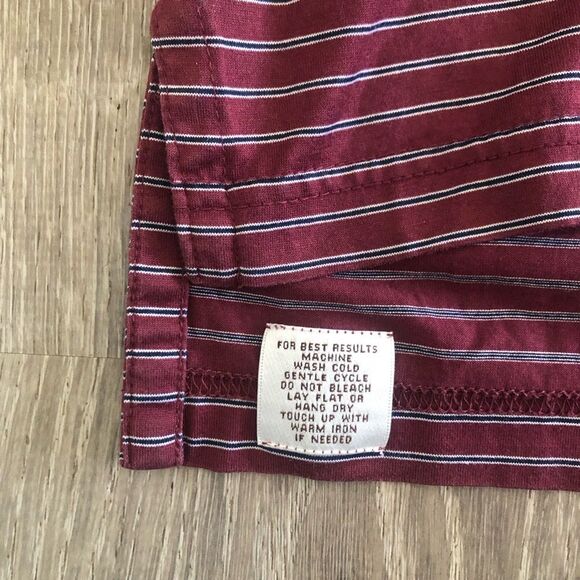 FOR BEST RESULTS
MACHINE
WASH COLD
GENTLE CYCLE
DO NOT BLEACH
LAY FLAT OR
HANG DRY
TOUCH UP WITH
WARM IRON
IF NEEDED